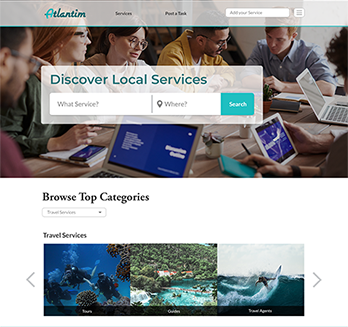 Atlantim
Services
Post a Task
Add your Service
Discover Local Services
What Service?
Where?
Search
Browse Top Categories
Travel Services
Travel Services
Tours
Guides
Travel Agents